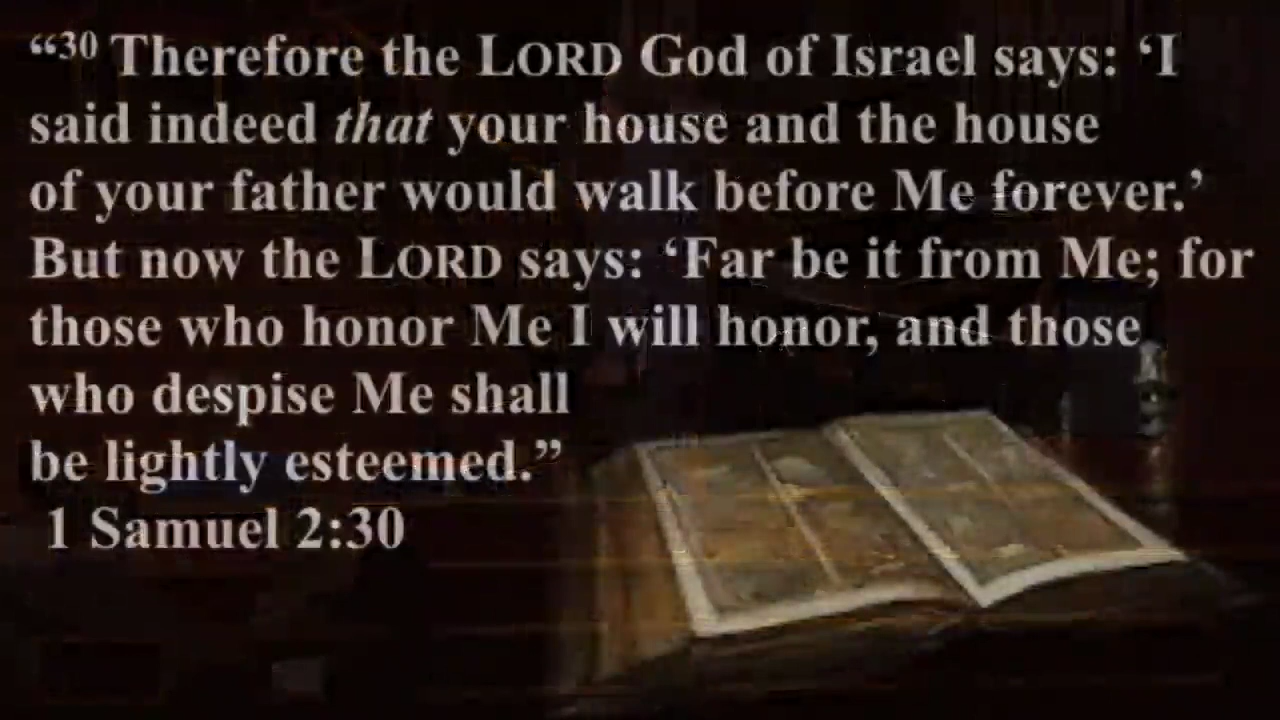 “30 Therefore the LORD God of Israel says: ‘I
said indeed that your house and the house
of your father would walk before Me forever.’
But now the LORD says: ‘Far be it from Me; for
those who honor Me I will honor, and those
who despise Me shall
be lightly esteemed.”
1 Samuel 2:30